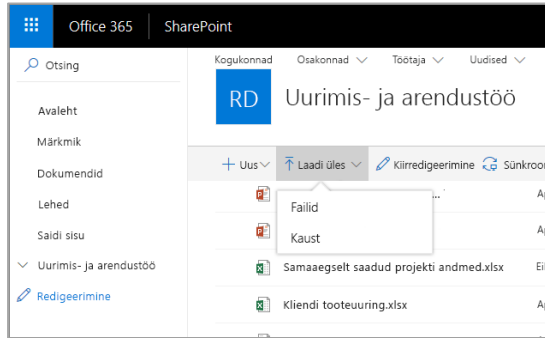 Office 365 SharePoint
Otsing
Kogukonnad Osakonnad Töötaja Uudised
RD Uurimis- ja arendustöö
Avaleht
Märkmik
Dokumendid
Lehed
Saidi sisu
Uurimis- ja arendustöö
Redigeerimine
Uus Laadi üles Kiirredigeerimine
Failid
Kaust
Samaaegselt saadud projekti andmed.xlsx
Kliendi tooteuuring.xlsx